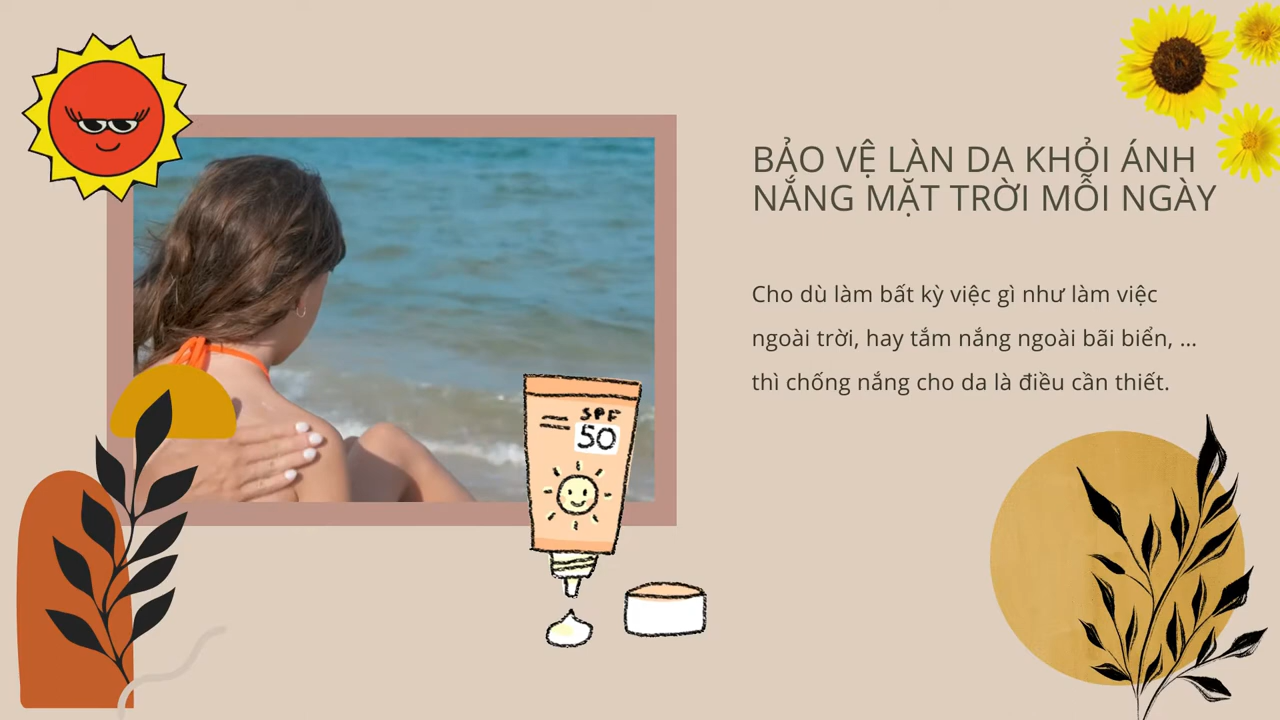 BẢO VỆ LÀN DA KHỎI ÁNH
NẮNG MẶT TRỜI MỖI NGÀY
Cho dù làm bất kỳ việc gì như làm việc
ngoài trời, hay tắm nắng ngoài bãi biển, ...
thì chống nắng cho da là điều cần thiết.
SPF
50